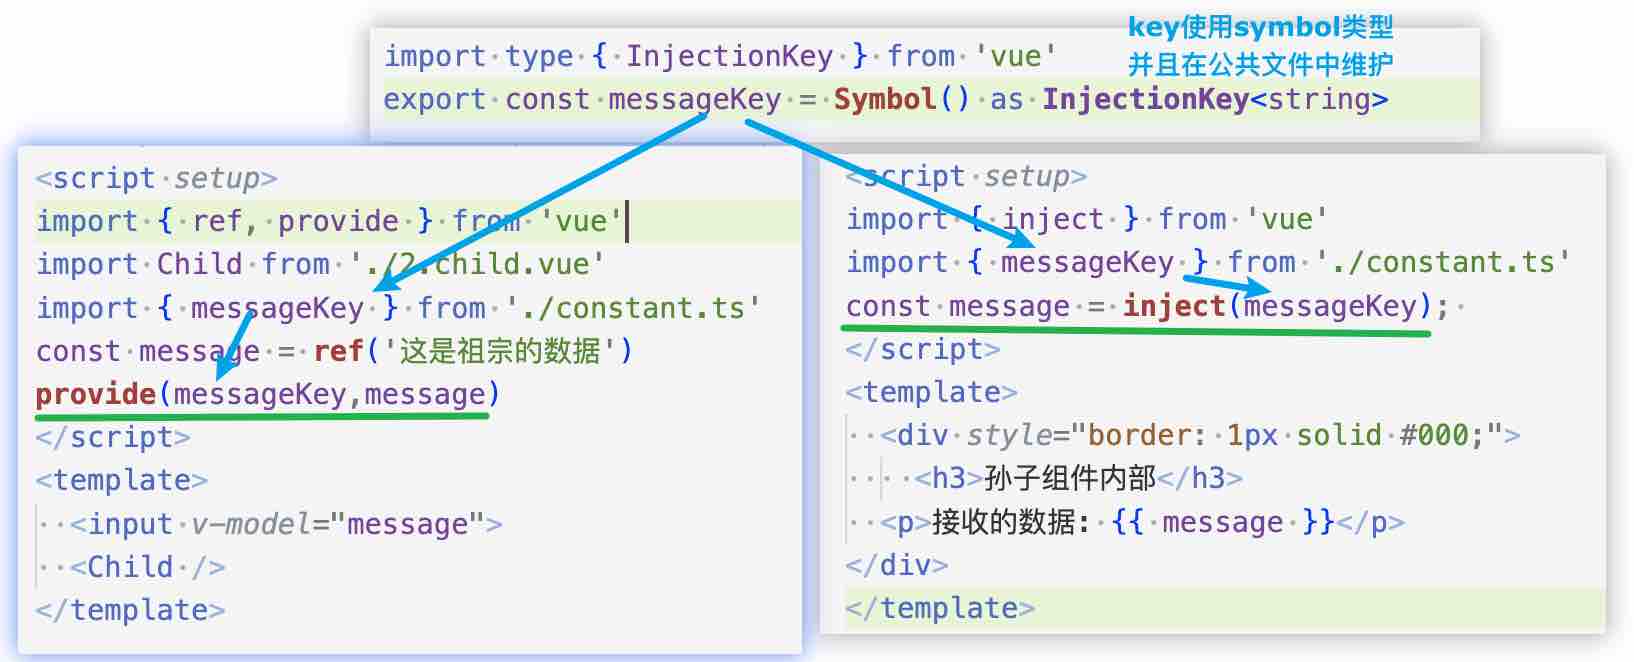 key使用symbol类型
并且在公共文件中维护
import type { InjectionKey } from 'vue'
export const messageKey = Symbol() as InjectionKey<string>
<script setup>
import { ref, provide } from 'vue'
import Child from './2.child.vue'
import { messageKey } from './constant.ts'
const message = ref('这是祖宗的数据')
provide(messageKey,message)
</script>
<template>
  <input v-model="message">
  <Child />
</template>
<script setup>
import { inject } from 'vue'
import { messageKey } from './constant.ts'
const message = inject(messageKey);
</script>
<template>
  <div style="border: 1px solid #000;">
    <h3>孙子组件内部</h3>
  <p>接收的数据: {{ message }}</p>
</div>
</template>